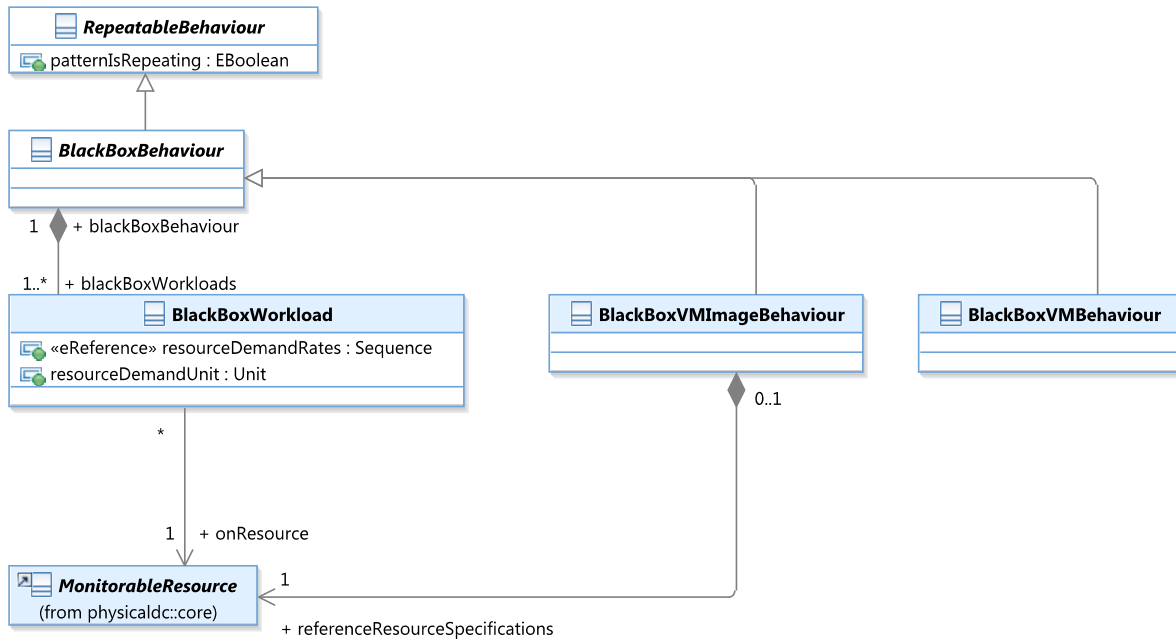 RepeatableBehaviour
patternIsRepeating : EBoolean
BlackBoxBehaviour
1
+ blackBoxBehaviour
1..*
+ blackBoxWorkloads
BlackBoxWorkload
«eReference» resourceDemandRates : Sequence
resourceDemandUnit : Unit
BlackBoxVMImageBehaviour
BlackBoxVMBehaviour
0..1
*
1
+ onResource
MonitorableResource
(from physicaldc::core)
1
+ referenceResourceSpecifications